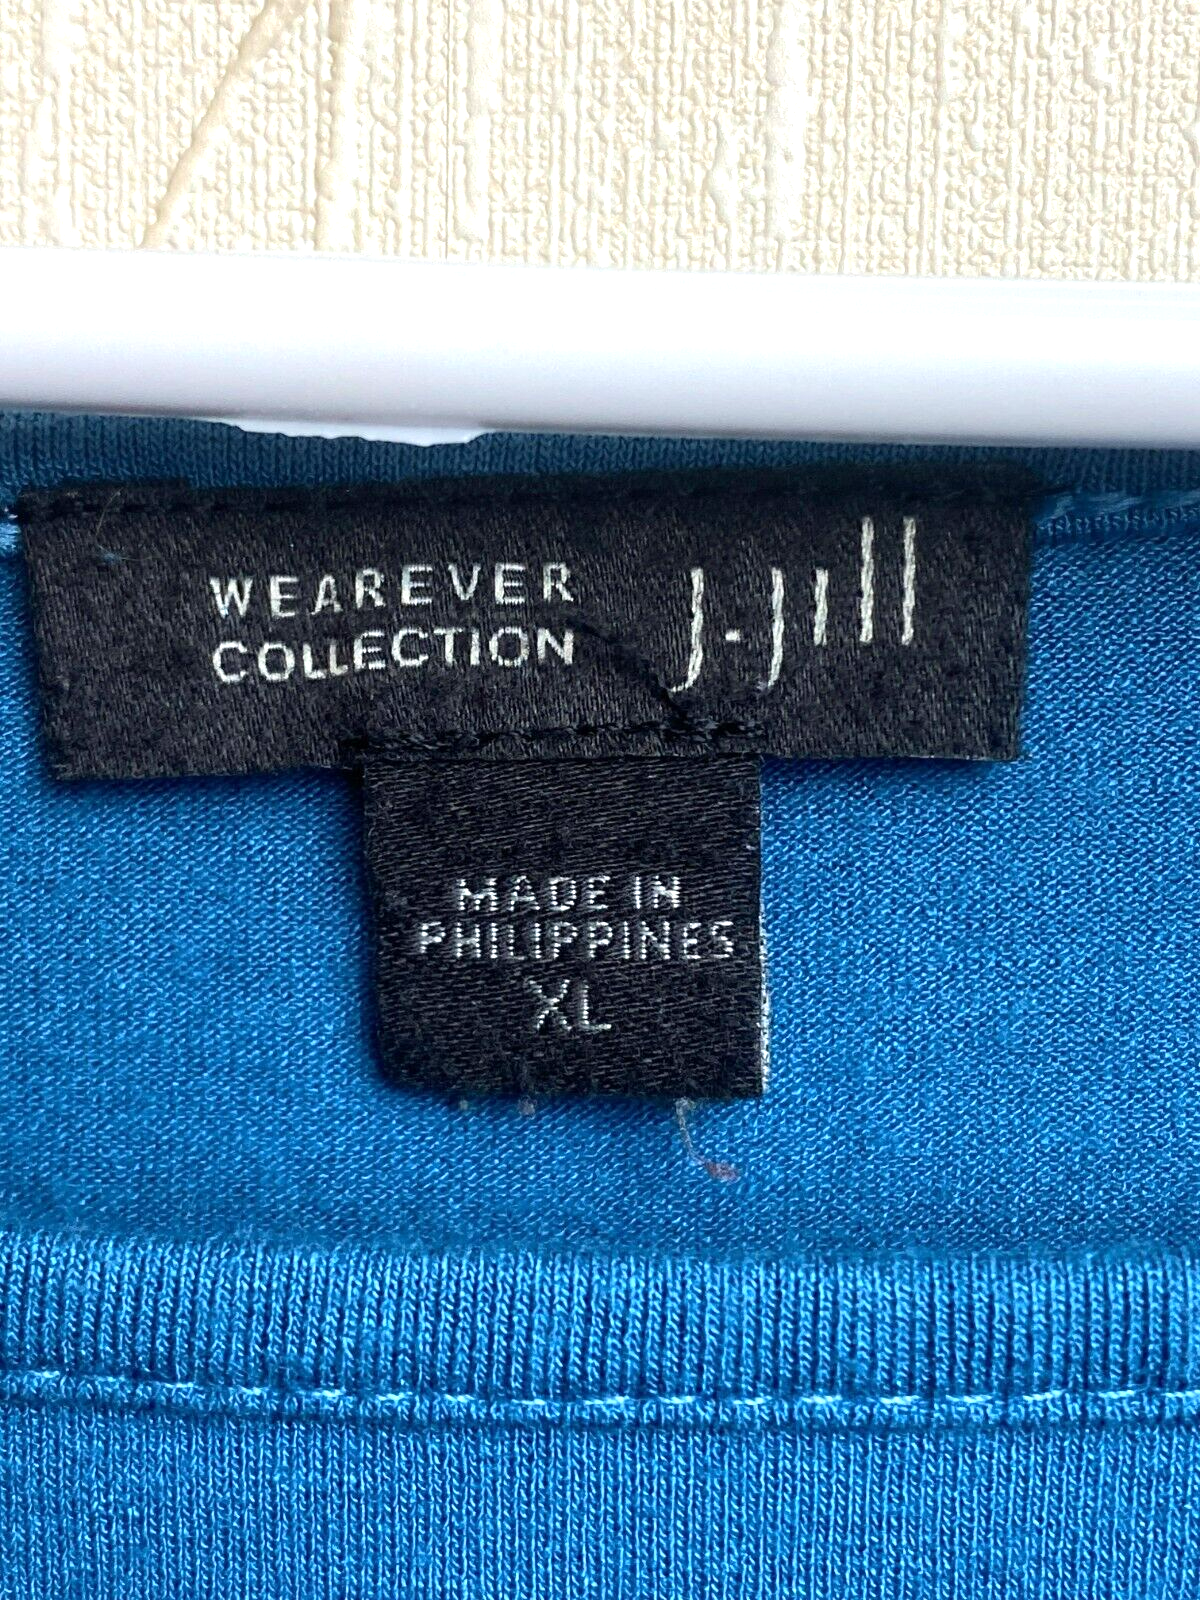 WEAREVER
COLLECTION
J.Jill
MADE IN
PHILIPPINES
XL